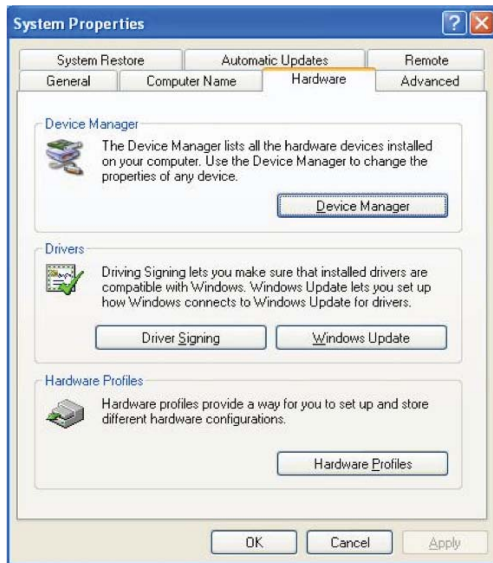 System Properties
System Restore
Automatic Updates
Remote
General
Computer Name
Hardware
Advanced
Device Manager
The Device Manager lists all the hardware devices installed
on your computer. Use the Device Manager to change the
properties of any device.
Device Manager
Drivers
Driving Signing lets you make sure that installed drivers are
compatible with Windows. Windows Update lets you set up
how Windows connects to Windows Update for drivers.
Driver Signing
Windows Update
Hardware Profiles
Hardware profiles provide a way for you to set up and store
different hardware configurations.
Hardware Profiles
OK
Cancel
Apply